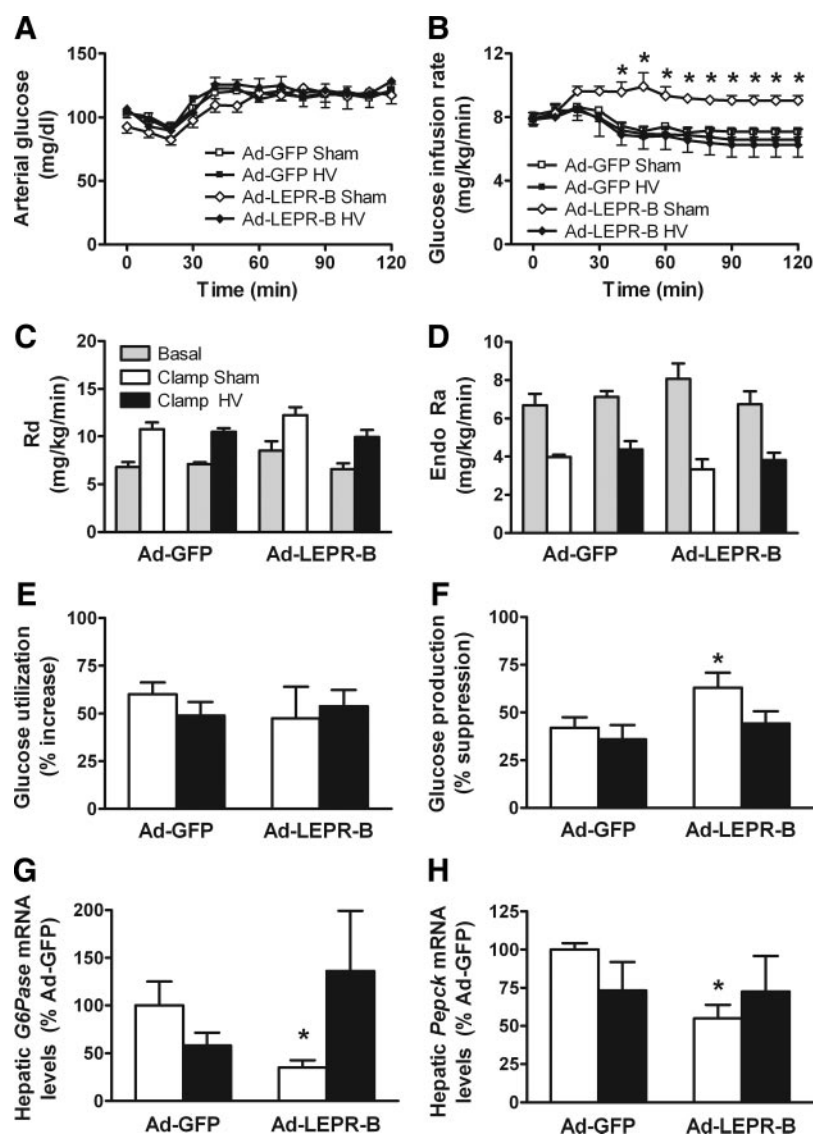 A
Arterial glucose
(mg/dl)
150
100
50
0
Ad-GFP Sham
Ad-GFP HV
Ad-LEPR-B Sham
Ad-LEPR-B HV
0 30 60 90 120
Time (min)
B
Glucose infusion rate
(mg/kg/min)
12
8
4
0
* * * * * * * * *
Ad-GFP Sham
Ad-GFP HV
Ad-LEPR-B Sham
Ad-LEPR-B HV
0 30 60 90 120
Time (min)
C
Rd
(mg/kg/min)
20
15
10
5
0
Basal
Clamp Sham
Clamp HV
Ad-GFP Ad-LEPR-B
D
Endo Ra
(mg/kg/min)
10
8
6
4
2
0
Ad-GFP Ad-LEPR-B
E
Glucose utilization
(% increase)
100
75
50
25
0
Ad-GFP Ad-LEPR-B
F
Glucose production
(% suppression)
100
75
50
25
0
*
Ad-GFP Ad-LEPR-B
G
Hepatic G6Pase mRNA
levels (% Ad-GFP)
200
150
100
50
0
*
Ad-GFP Ad-LEPR-B
H
Hepatic Pepck mRNA
levels (% Ad-GFP)
125
100
75
50
25
0
*
Ad-GFP Ad-LEPR-B